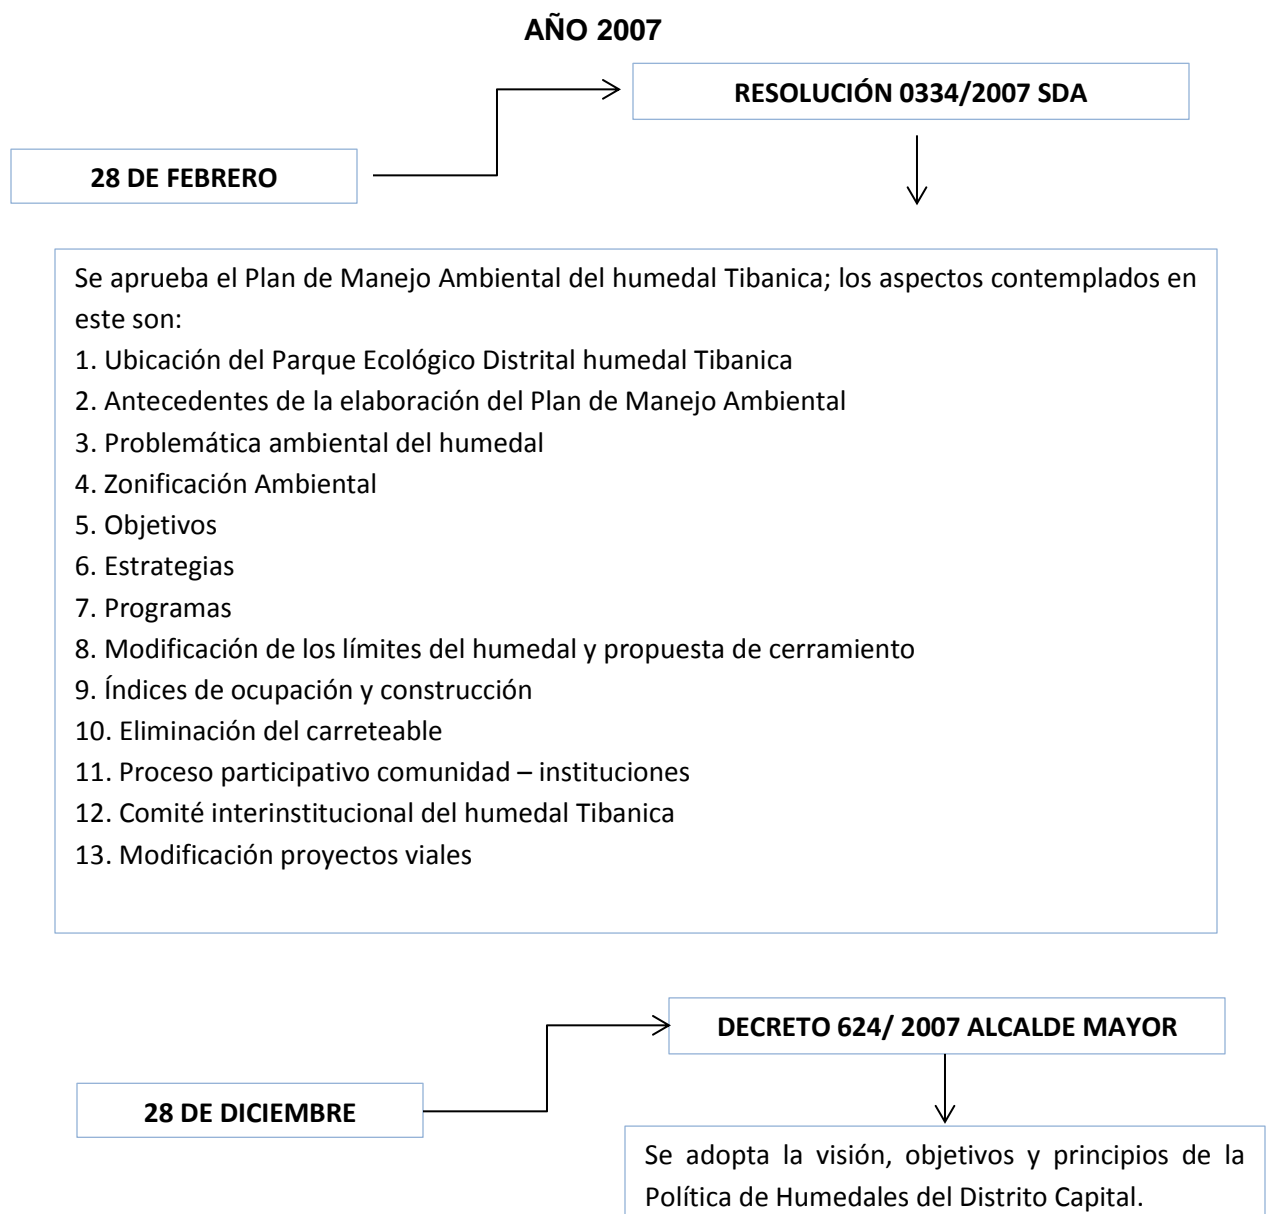 AÑO 2007
RESOLUCIÓN 0334/2007 SDA
28 DE FEBRERO
Se aprueba el Plan de Manejo Ambiental del humedal Tibanica; los aspectos contemplados en
este son:
1. Ubicación del Parque Ecológico Distrital humedal Tibanica
2. Antecedentes de la elaboración del Plan de Manejo Ambiental
3. Problemática ambiental del humedal
4. Zonificación Ambiental
5. Objetivos
6. Estrategias
7. Programas
8. Modificación de los límites del humedal y propuesta de cerramiento
9. Índices de ocupación y construcción
10. Eliminación del carreteable
11. Proceso participativo comunidad – instituciones
12. Comité interinstitucional del humedal Tibanica
13. Modificación proyectos viales
DECRETO 624/ 2007 ALCALDE MAYOR
28 DE DICIEMBRE
Se adopta la visión, objetivos y principios de la
Política de Humedales del Distrito Capital.